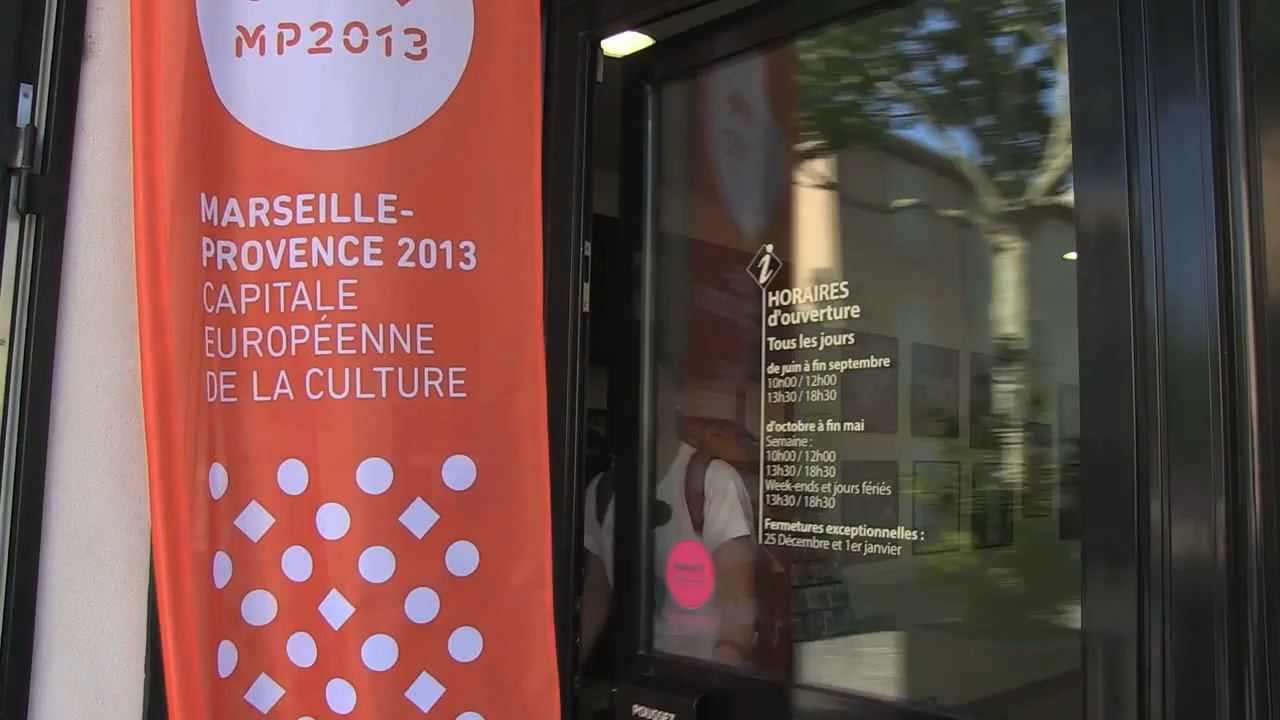 MP2013
MARSEILLE-
PROVENCE 2013
CAPITALE
EUROPÉENNE
DE LA CULTURE
i
HORAIRES
d'ouverture
Tous les jours
de juin à fin septembre
10h00 / 12h00
13h30 / 18h30
d'octobre à fin mai
Semaine :
10h00 / 12h00
13h30 / 18h30
Week-ends et jours fériés
13h30 / 18h30
Fermetures exceptionnelles :
25 Décembre et 1er janvier
POUSSEZ